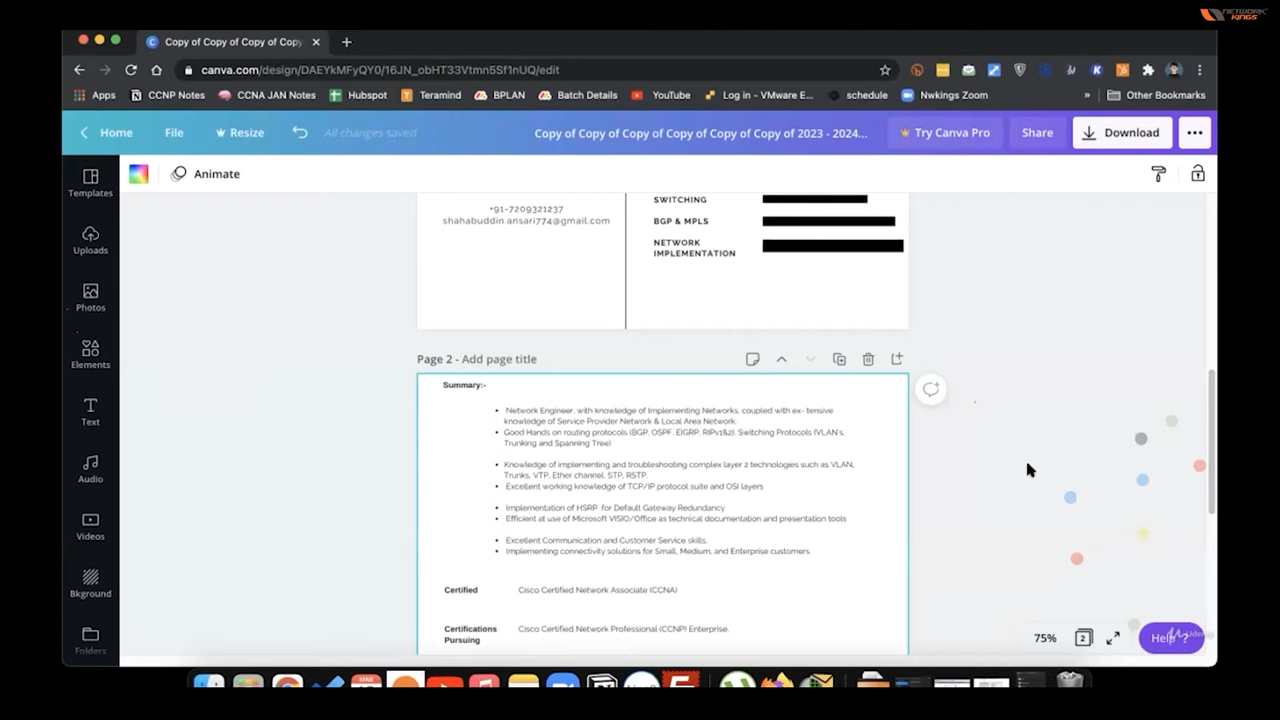 NETWORK
KINGS
Copy of Copy of Copy of Copy
canva.com/design/DAEYkMFyQY0/16JN_obHT33Vtmn5Sf1nUQ/edit
Apps CCNP Notes CCNA JAN Notes Hubspot Teramind BPLAN Batch Details YouTube Log in - VMware E... schedule Nwkings Zoom » Other Bookmarks
Home File Resize All changes saved Copy of Copy of Copy of Copy of Copy of Copy of 2023 - 2024... Try Canva Pro Share Download
Templates
Animate
Uploads
Photos
Elements
Text
Audio
Videos
Bkground
Folders
+91-7209321237
shahabuddin.ansari774@gmail.com
SWITCHING
BGP & MPLS
NETWORK
IMPLEMENTATION
Page 2 - Add page title
Summary:-
• Network Engineer, with knowledge of Implementing Networks, coupled with ex- tensive
knowledge of Service Provider Network & Local Area Network.
• Good Hands on routing protocols (BGP, OSPF, EIGRP, RIPv1&2), Switching Protocols (VLAN's,
Trunking and Spanning Tree)
• Knowledge of implementing and troubleshooting complex layer 2 technologies such as VLAN,
Trunks, VTP, Ether channel, STP, RSTP.
• Excellent working knowledge of TCP/IP protocol suite and OSI layers
• Implementation of HSRP for Default Gateway Redundancy
• Efficient at use of Microsoft VISIO/Office as technical documentation and presentation tools
• Excellent Communication and Customer Service skills,
• Implementing connectivity solutions for Small, Medium, and Enterprise customers
Certified Cisco Certified Network Associate (CCNA)
Certifications Cisco Certified Network Professional (CCNP) Enterprise.
Pursuing
75% 2 Help ?